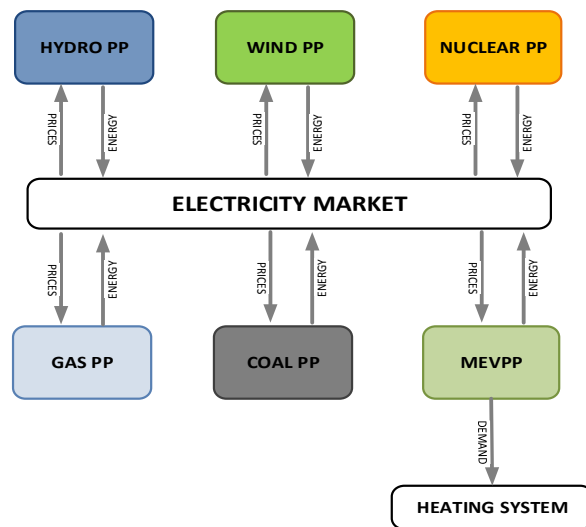 HYDRO PP
WIND PP
NUCLEAR PP
PRICES
ENERGY
PRICES
ENERGY
PRICES
ENERGY
ELECTRICITY MARKET
PRICES
ENERGY
PRICES
ENERGY
PRICES
ENERGY
GAS PP
COAL PP
MEVPP
DEMAND
HEATING SYSTEM